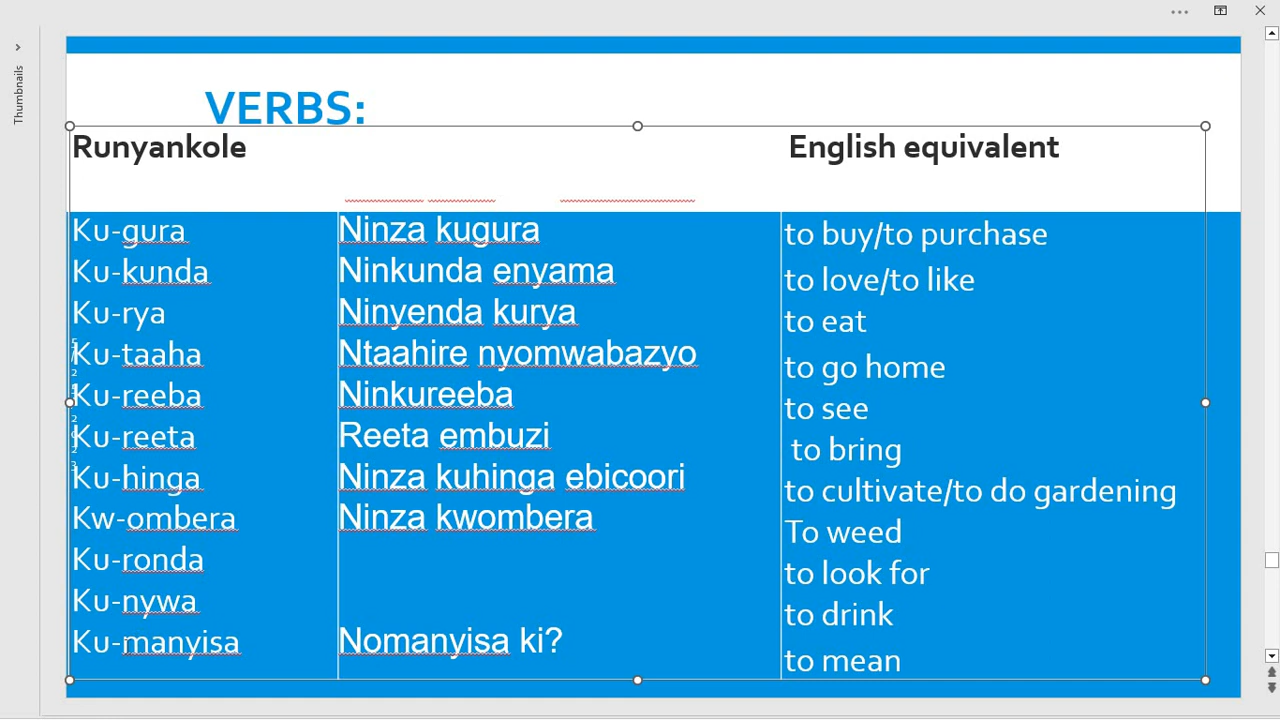 Thumbnails
VERBS:
Runyankole English equivalent
Ku-gura Ninza kugura to buy/to purchase
Ku-kunda Ninkunda enyama to love/to like
Ku-rya Ninyenda kurya to eat
Ku-taaha Ntaahire nyomwabazyo to go home
Ku-reeba Ninkureeba to see
Ku-reeta Reeta embuzi to bring
Ku-hinga Ninza kuhinga ebicoori to cultivate/to do gardening
Kw-ombera Ninza kwombera To weed
Ku-ronda to look for
Ku-nywa to drink
Ku-manyisa Nomanyisa ki? to mean